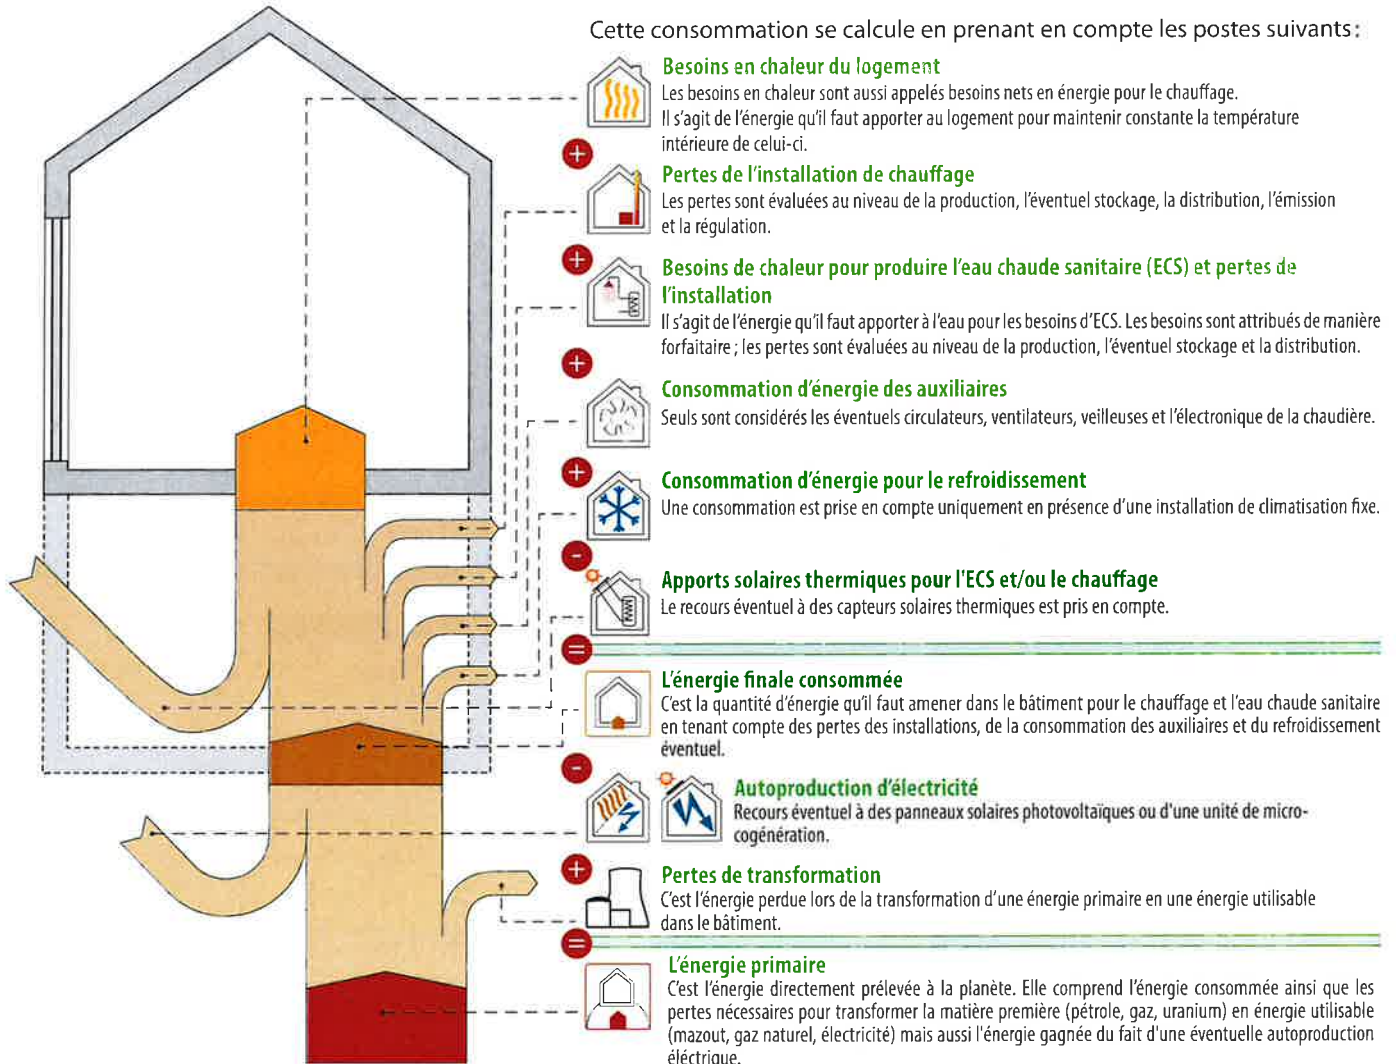 Cette consommation se calcule en prenant en compte les postes suivants :
Besoins en chaleur du logement
Les besoins en chaleur sont aussi appelés besoins nets en énergie pour le chauffage.
Il s'agit de l'énergie qu'il faut apporter au logement pour maintenir constante la température
intérieure de celui-ci.
+
Pertes de l'installation de chauffage
Les pertes sont évaluées au niveau de la production, l'éventuel stockage, la distribution, l'émission
et la régulation.
+
Besoins de chaleur pour produire l'eau chaude sanitaire (ECS) et pertes de
l'installation
Il s'agit de l'énergie qu'il faut apporter à l'eau pour les besoins d'ECS. Les besoins sont attribués de manière
forfaitaire ; les pertes sont évaluées au niveau de la production, l'éventuel stockage et la distribution.
+
Consommation d'énergie des auxiliaires
Seuls sont considérés les éventuels circulateurs, ventilateurs, veilleuses et l'électronique de la chaudière.
+
Consommation d'énergie pour le refroidissement
Une consommation est prise en compte uniquement en présence d'une installation de climatisation fixe.
-
Apports solaires thermiques pour l'ECS et/ou le chauffage
Le recours éventuel à des capteurs solaires thermiques est pris en compte.
=
L'énergie finale consommée
C'est la quantité d'énergie qu'il faut amener dans le bâtiment pour le chauffage et l'eau chaude sanitaire
en tenant compte des pertes des installations, de la consommation des auxiliaires et du refroidissement
éventuel.
-
Autoproduction d'électricité
Recours éventuel à des panneaux solaires photovoltaïques ou d'une unité de micro-
cogénération.
+
Pertes de transformation
C'est l'énergie perdue lors de la transformation d'une énergie primaire en une énergie utilisable
dans le bâtiment.
=
L'énergie primaire
C'est l'énergie directement prélevée à la planète. Elle comprend l'énergie consommée ainsi que les
pertes nécessaires pour transformer la matière première (pétrole, gaz, uranium) en énergie utilisable
(mazout, gaz naturel, électricité) mais aussi l'énergie gagnée du fait d'une éventuelle autoproduction
éléctrique.